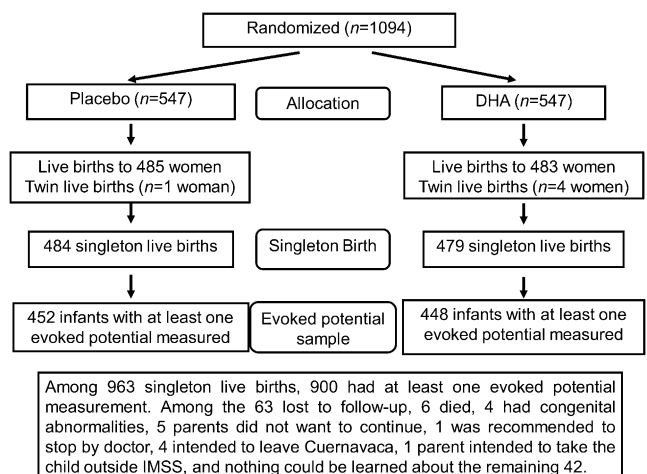 Randomized (n=1094)
Placebo (n=547)
Allocation
DHA (n=547)
Live births to 485 women
Twin live births (n=1 woman)
Live births to 483 women
Twin live births (n=4 women)
484 singleton live births
Singleton Birth
479 singleton live births
452 infants with at least one
evoked potential measured
Evoked potential
sample
448 infants with at least one
evoked potential measured
Among 963 singleton live births, 900 had at least one evoked potential
measurement. Among the 63 lost to follow-up, 6 died, 4 had congenital
abnormalities, 5 parents did not want to continue, 1 was recommended to
stop by doctor, 4 intended to leave Cuernavaca, 1 parent intended to take the
child outside IMSS, and nothing could be learned about the remaining 42.